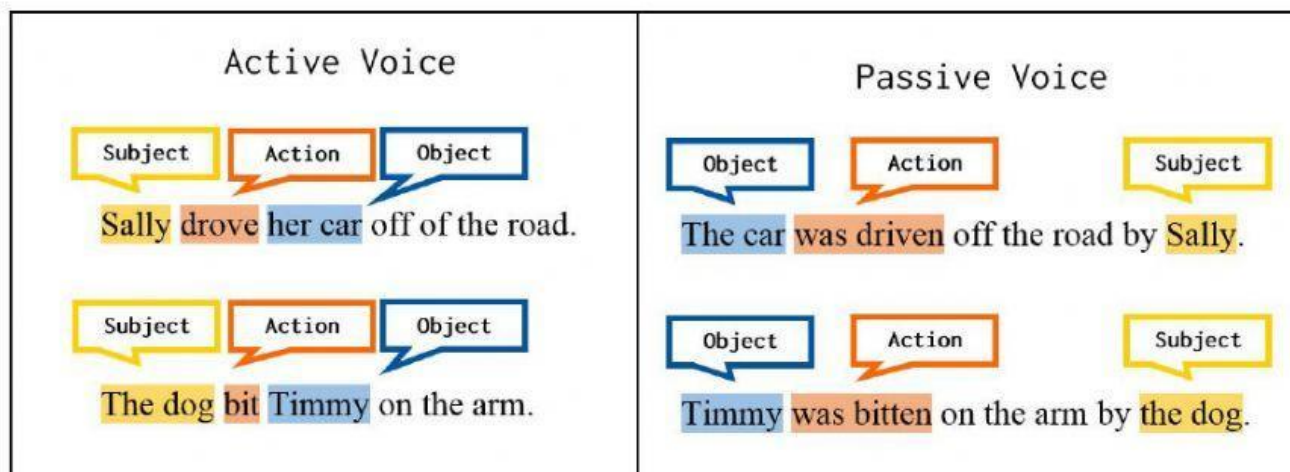 Active Voice
Subject Action Object
Sally drove her car off of the road.
Subject Action Object
The dog bit Timmy on the arm.
Passive Voice
Object Action Subject
The car was driven off the road by Sally.
Object Action Subject
Timmy was bitten on the arm by the dog.